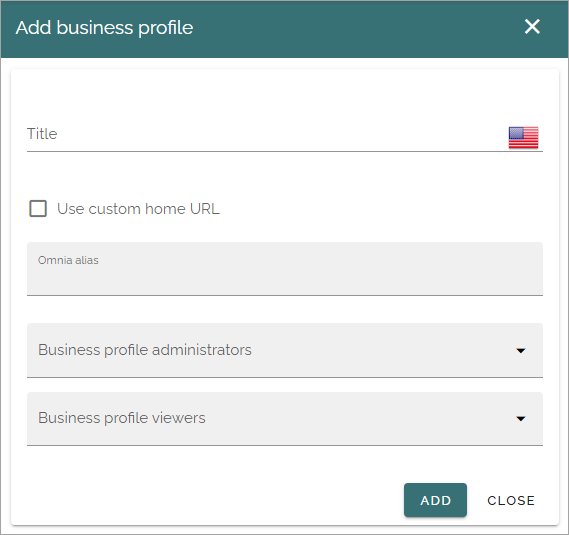 Add business profile
Title
Use custom home URL
Omnia alias
Business profile administrators
Business profile viewers
ADD CLOSE